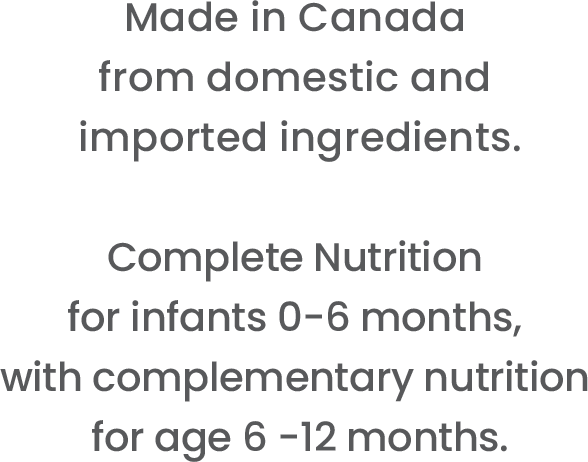 Made in Canada
from domestic and
imported ingredients.
Complete Nutrition
for infants 0-6 months,
with complementary nutrition
for age 6 -12 months.